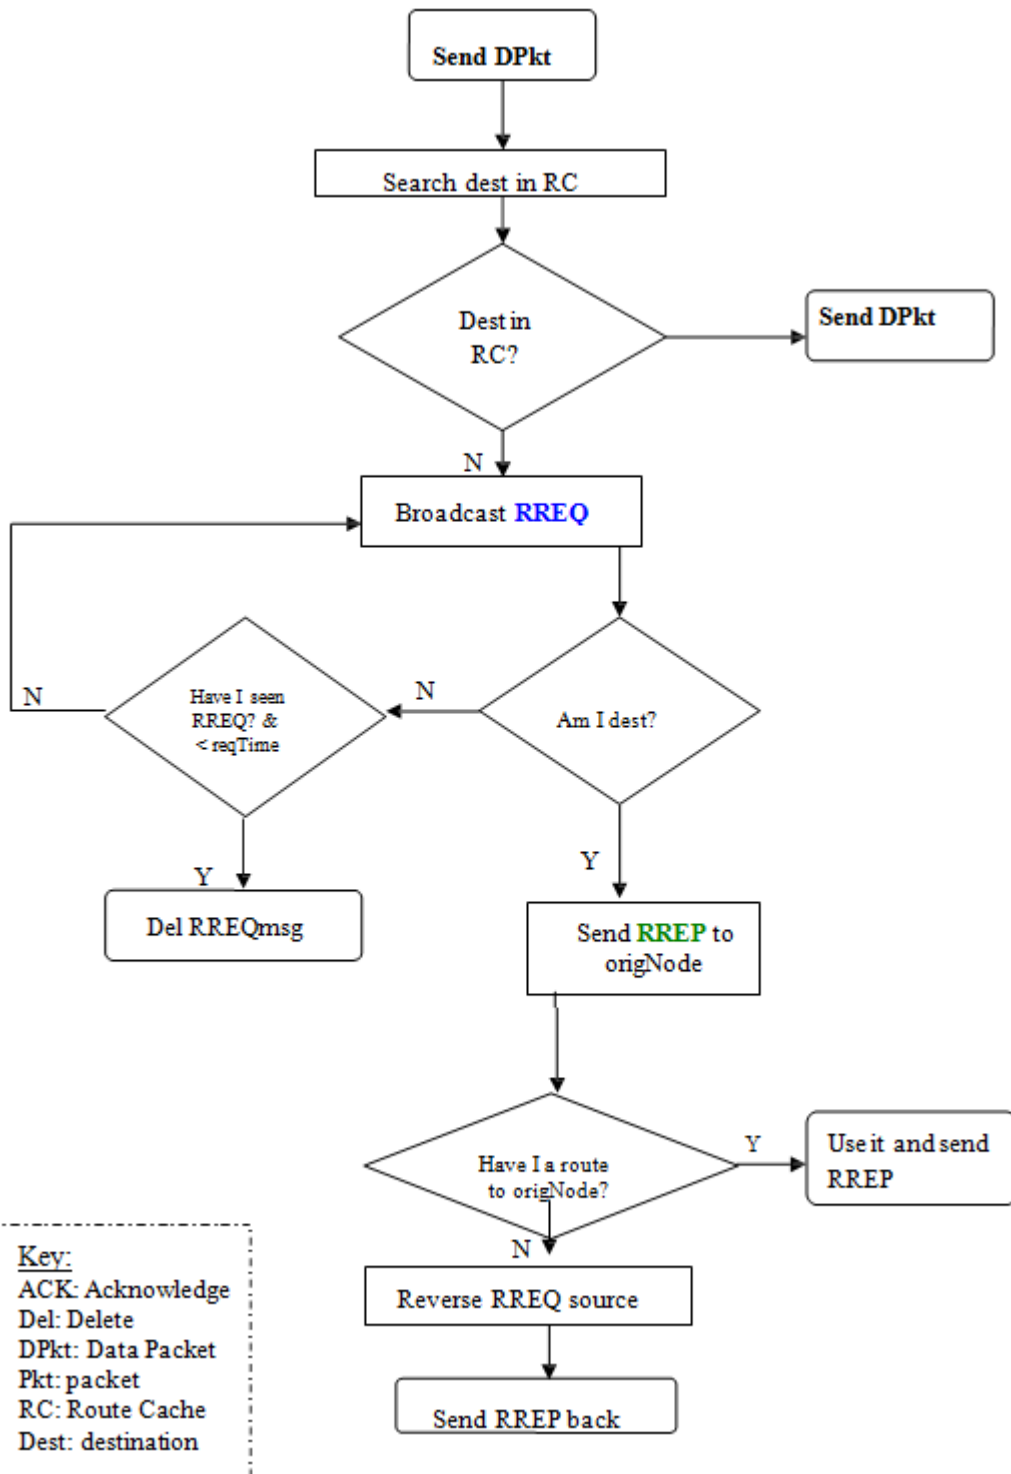 Send DPkt
Search dest in RC
Dest in
RC?
Send DPkt
N
Broadcast RREQ
N
Have I seen
RREQ? &
< reqTime
N
Am I dest?
Y
Del RREQmsg
Y
Send RREP to
origNode
Have I a route
to origNode?
Y
Use it and send
RREP
N
Reverse RREQ source
Send RREP back
Key:
ACK: Acknowledge
Del: Delete
DPkt: Data Packet
Pkt: packet
RC: Route Cache
Dest: destination